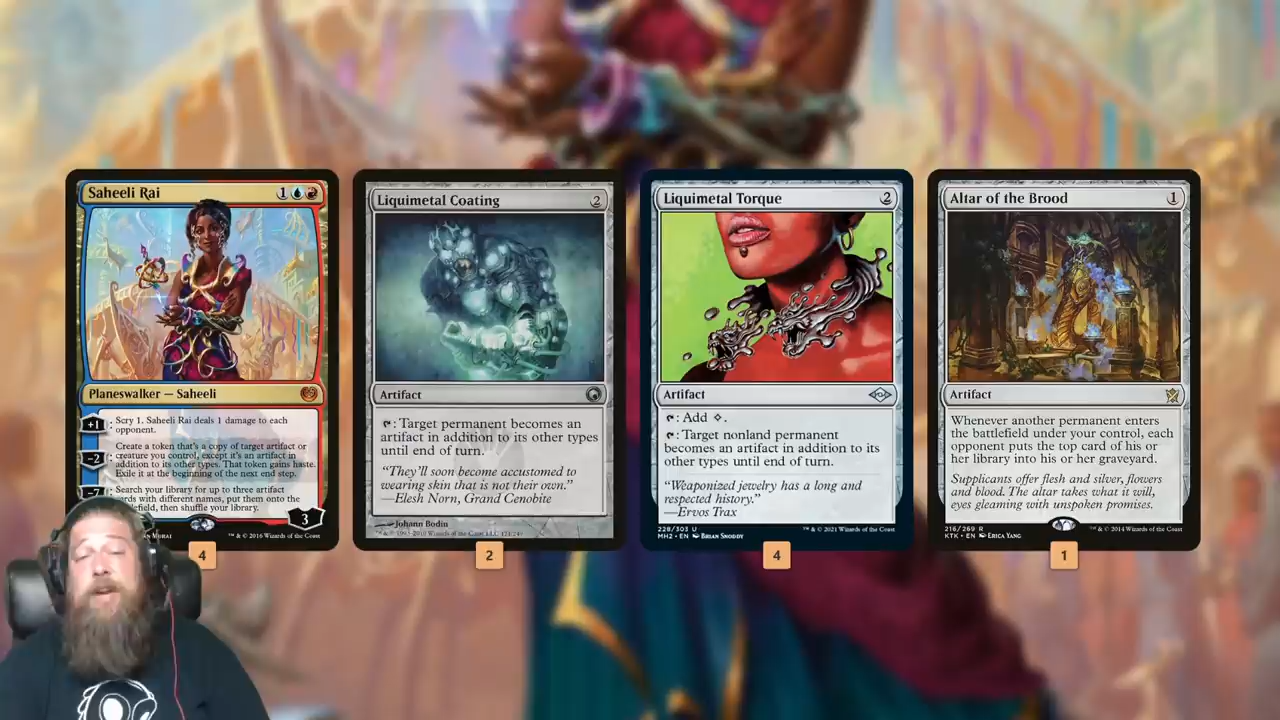 Saheeli Rai
1
Planeswalker — Saheeli
+1: Scry 1. Saheeli Rai deals 1 damage to each
opponent.
-2: Create a token that's a copy of target artifact or
creature you control, except it's an artifact in
addition to its other types. That token gains haste.
Exile it at the beginning of the next end step.
-7: Search your library for up to three artifact
cards with different names, put them onto the
battlefield, then shuffle your library.
3
™ & © 2016 Wizards of the Coast
4
Liquimetal Coating
2
Artifact
: Target permanent becomes an
artifact in addition to its other types
until end of turn.
"They'll soon become accustomed to
wearing skin that is not their own."
—Elesh Norn, Grand Cenobite
Johann Bodin
2
Liquimetal Torque
2
Artifact
: Add
: Target nonland permanent
becomes an artifact in addition to its
other types until end of turn.
"Weaponized jewelry has a long and
respected history."
—Ervos Trax
228/303 U
MH2 • EN Brian Snoddy
™ & © 2021 Wizards of the Coast
4
Altar of the Brood
1
Artifact
Whenever another permanent enters
the battlefield under your control, each
opponent puts the top card of his or
her library into his or her graveyard.
Supplicants offer flesh and silver, flowers
and blood. The altar takes what it will,
eyes gleaming with unspoken promises.
216/269 R
KTK • EN Erica Yang
™ & © 2014 Wizards of the Coast
1